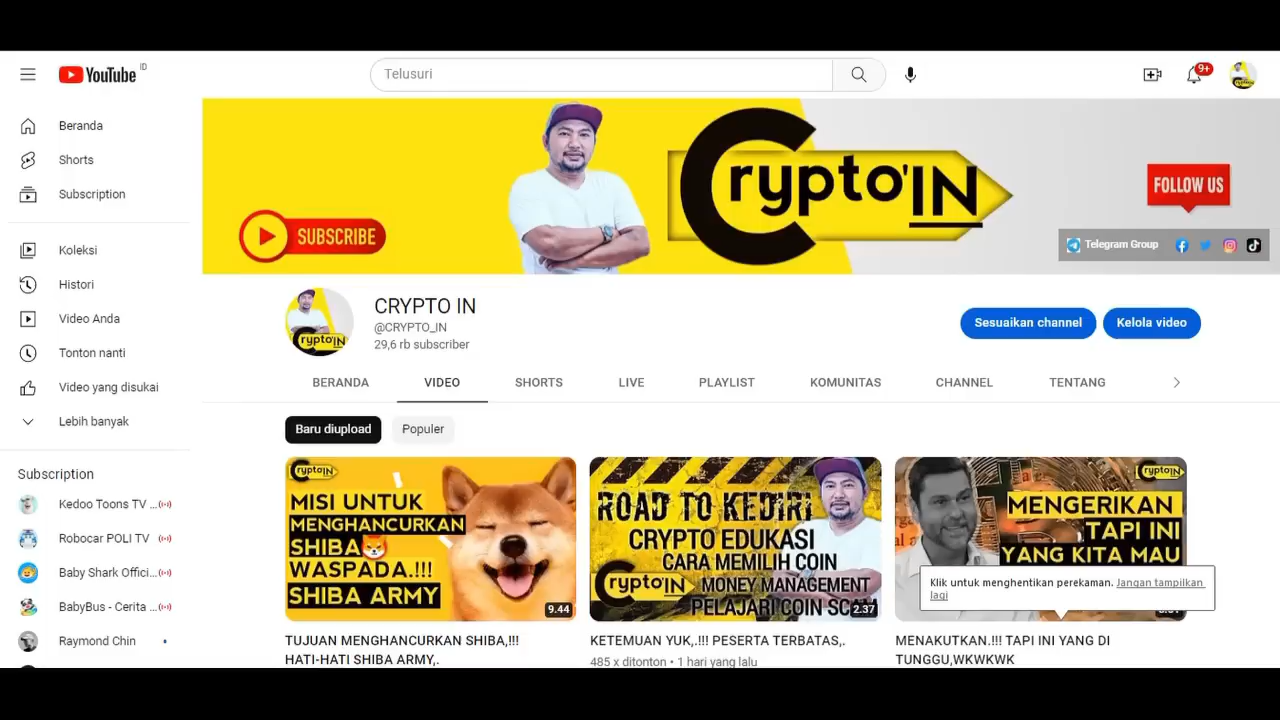 YouTube ID
Telusuri
9+
Beranda
Shorts
Subscription
Koleksi
Histori
Video Anda
Tonton nanti
Video yang disukai
Lebih banyak
Subscription
Kedoo Toons TV ...
Robocar POLI TV
Baby Shark Offici...
BabyBus - Cerita ...
Raymond Chin
SUBSCRIBE
Crypto'IN
FOLLOW US
Telegram Group
Crypto'IN
CRYPTO IN
@CRYPTO_IN
29,6 rb subscriber
Sesuaikan channel
Kelola video
BERANDA
VIDEO
SHORTS
LIVE
PLAYLIST
KOMUNITAS
CHANNEL
TENTANG
Baru diupload
Populer
Crypto'IN
MISI UNTUK
MENGHANCURKAN
SHIBA
WASPADA.!!!
SHIBA ARMY
9.44
TUJUAN MENGHANCURKAN SHIBA,!!!
HATI-HATI SHIBA ARMY,.
ROAD TO KEDIRI
CRYPTO EDUKASI
CARA MEMILIH COIN
Crypto'IN
MONEY MANAGEMENT
PELAJARI COIN
2.37
KETEMUAN YUK,.!!! PESERTA TERBATAS,.
485 x ditonton • 1 hari yang lalu
Crypto'IN
MENGERIKAN
TAPI INI
YANG KITA MAU
Klik untuk menghentikan perekaman. Jangan tampilkan
lagi
MENAKUTKAN.!!! TAPI INI YANG DI
TUNGGU,WKWKWK